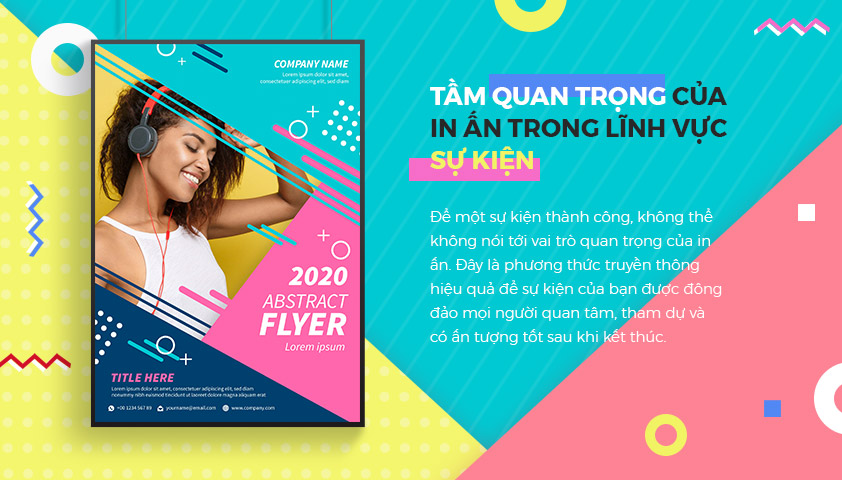 COMPANY NAME
Lorem ipsum dolor sit amet,
consectetuer adipiscing elit, sed diam
2020
ABSTRACT
FLYER
Lorem ipsum
TITLE HERE
Lorem ipsum dolor sit amet, consectetuer adipiscing elit, sed diam
nonummy nibh euismod tincidunt ut laoreet dolore magna
+00 1234 567 89 yourname@email.com www.company.com
TẦM QUAN TRỌNG CỦA
IN ẤN TRONG LĨNH VỰC
SỰ KIỆN
Để một sự kiện thành công, không thể
không nói tới vai trò quan trọng của in
ấn. Đây là phương thức truyền thông
hiệu quả để sự kiện của bạn được đông
đảo mọi người quan tâm, tham dự và
có ấn tượng tốt sau khi kết thúc.